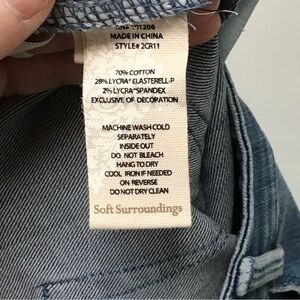 MADE IN CHINA
STYLE# 2CR11
70% COTTON
28% LYCRA® ELASTERELL-P
2% LYCRA® SPANDEX
EXCLUSIVE OF DECORATION
MACHINE WASH COLD
SEPARATELY
INSIDE OUT
DO NOT BLEACH
HANG TO DRY
COOL IRON IF NEEDED
ON REVERSE
DO NOT DRY CLEAN
Soft Surroundings